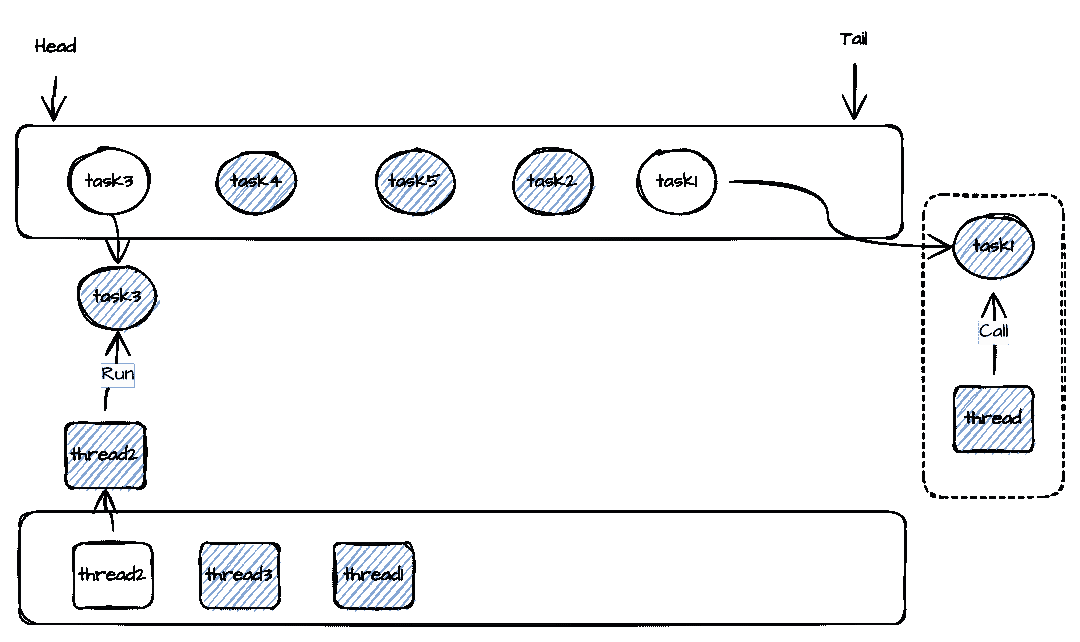 Head
Tail
task3
task4
task5
task2
task1
task1
task3
Call
Run
thread
thread2
thread2
thread3
thread1